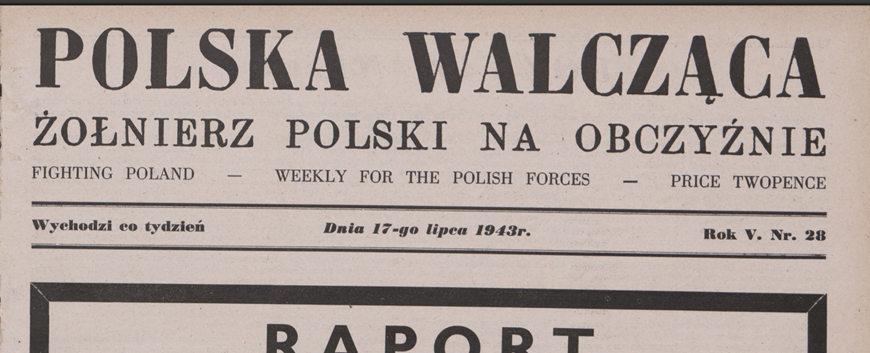 POLSKA WALCZĄCA
ŻOŁNIERZ POLSKI NA OBCZYŹNIE
FIGHTING POLAND — WEEKLY FOR THE POLISH FORCES — PRICE TWOPENCE
Wychodzi co tydzień Dnia 17-go lipca 1943r. Rok V. Nr. 28
RAPORT